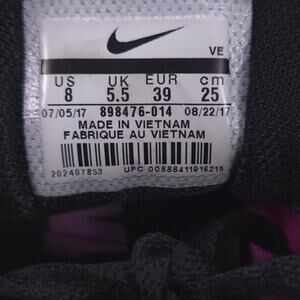 VE
US UK EUR cm
8 5.5 39 25
07/05/17 898476-014 08/22/17
MADE IN VIETNAM
FABRIQUE AU VIETNAM
202407853 UPC 00888411916215